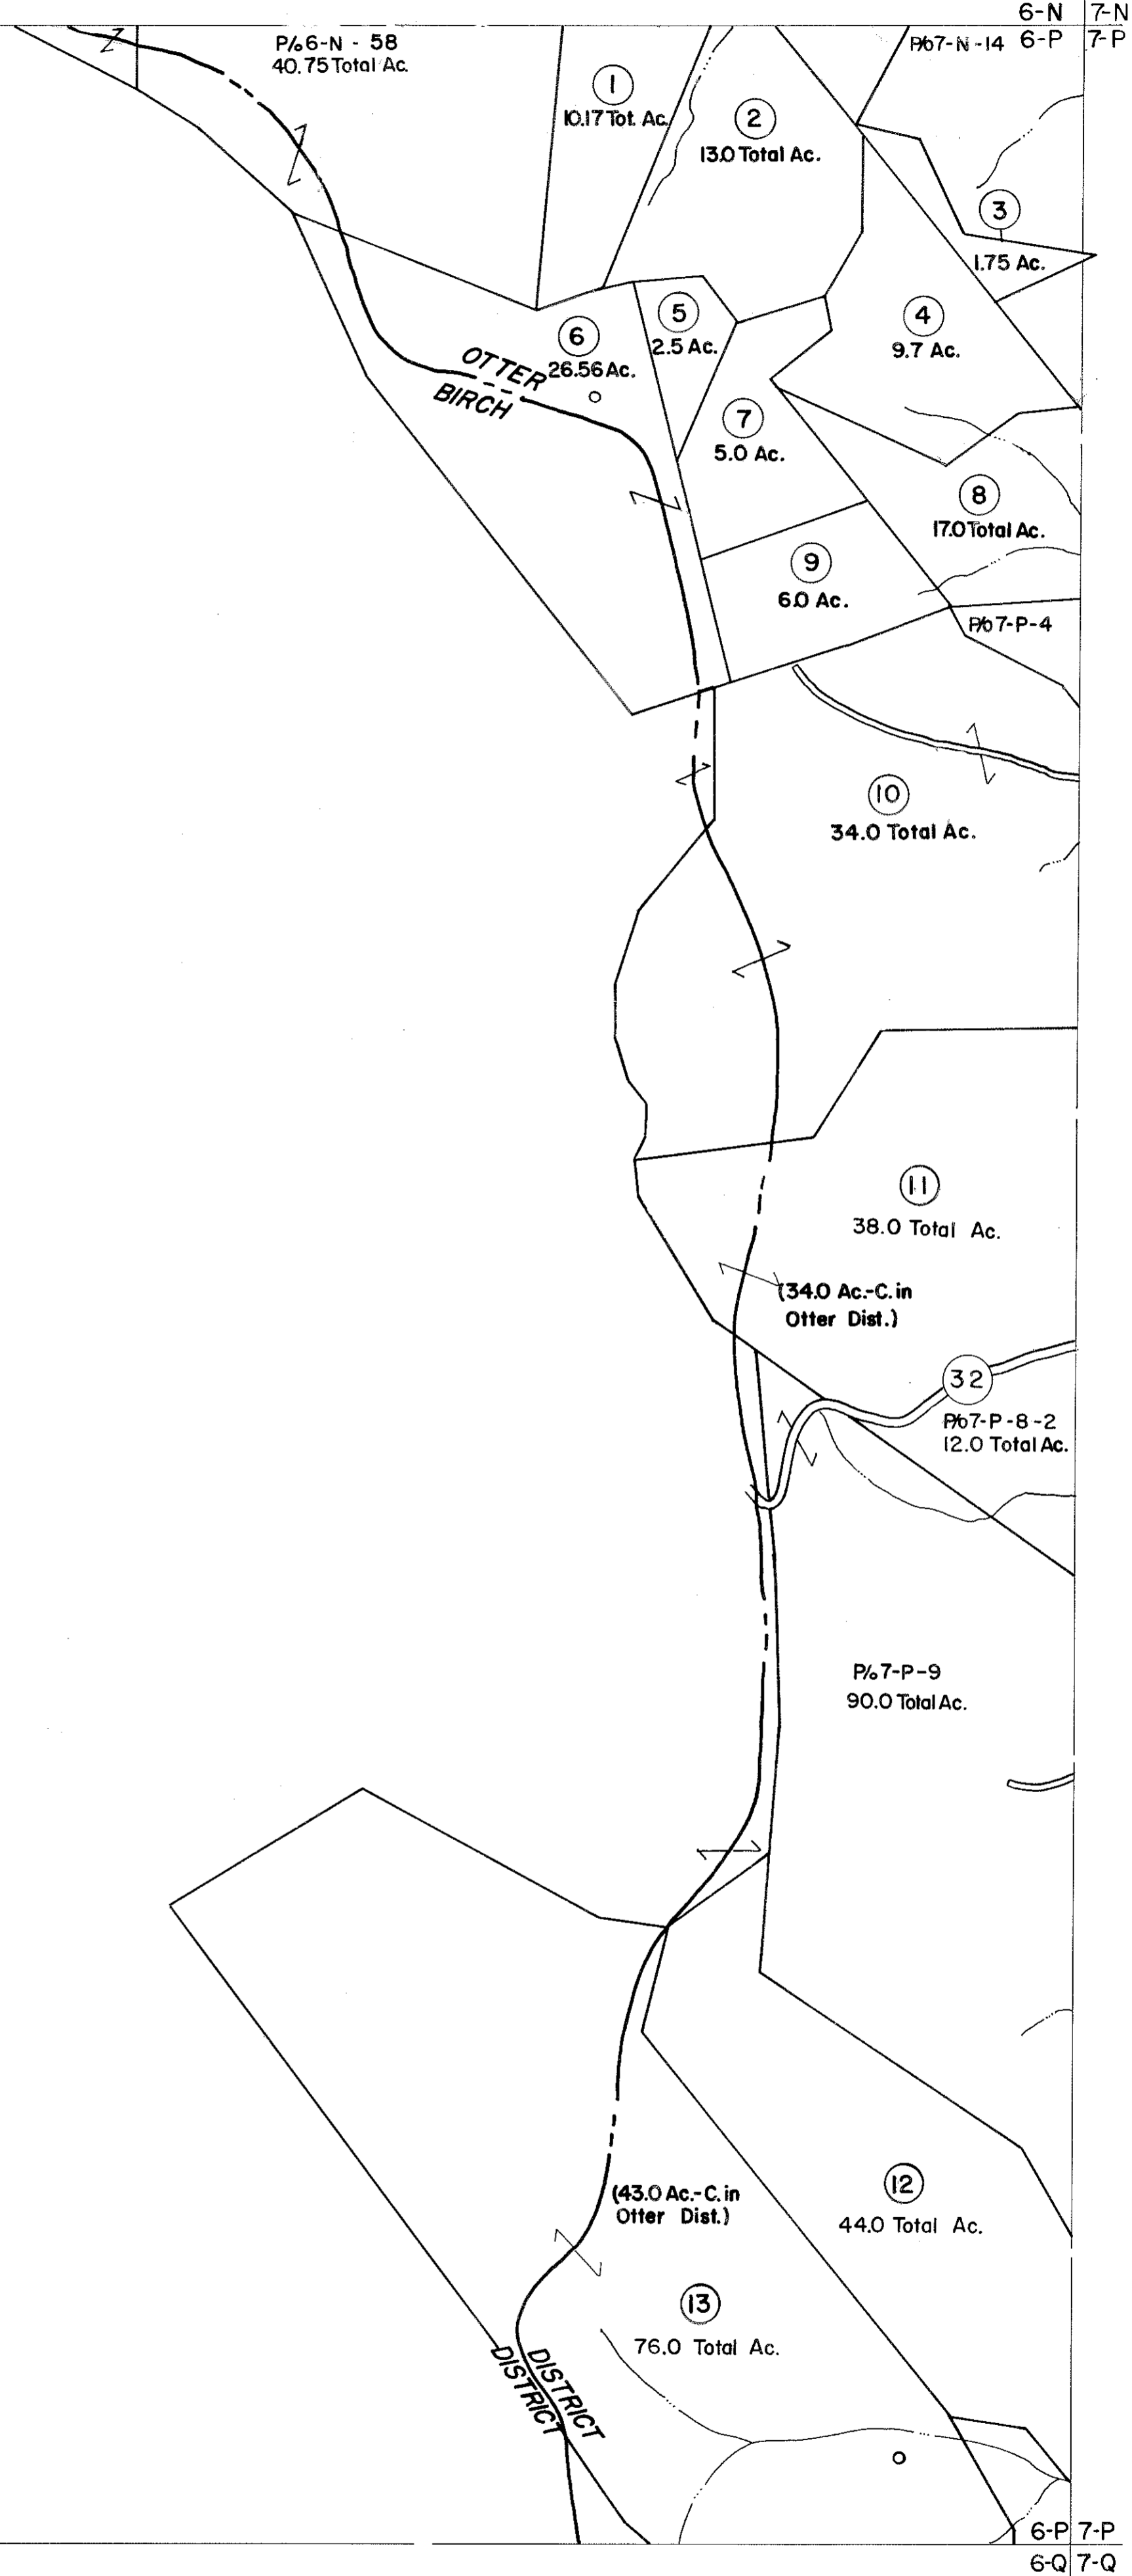 6-N 7-N
P/o 6-N - 58
40.75 Total Ac.
P/o 7-N-14
6-P 7-P
1
10.17 Tot. Ac.
2
13.0 Total Ac.
3
1.75 Ac.
4
9.7 Ac.
5
2.5 Ac.
6
26.56 Ac.
OTTER
BIRCH
7
5.0 Ac.
8
17.0 Total Ac.
9
6.0 Ac.
P/o 7-P-4
10
34.0 Total Ac.
11
38.0 Total Ac.
(34.0 Ac.-C. in
Otter Dist.)
32
P/o 7-P-8-2
12.0 Total Ac.
P/o 7-P-9
90.0 Total Ac.
12
44.0 Total Ac.
(43.0 Ac.-C. in
Otter Dist.)
13
76.0 Total Ac.
DISTRICT
DISTRICT
6-P 7-P
6-Q 7-Q